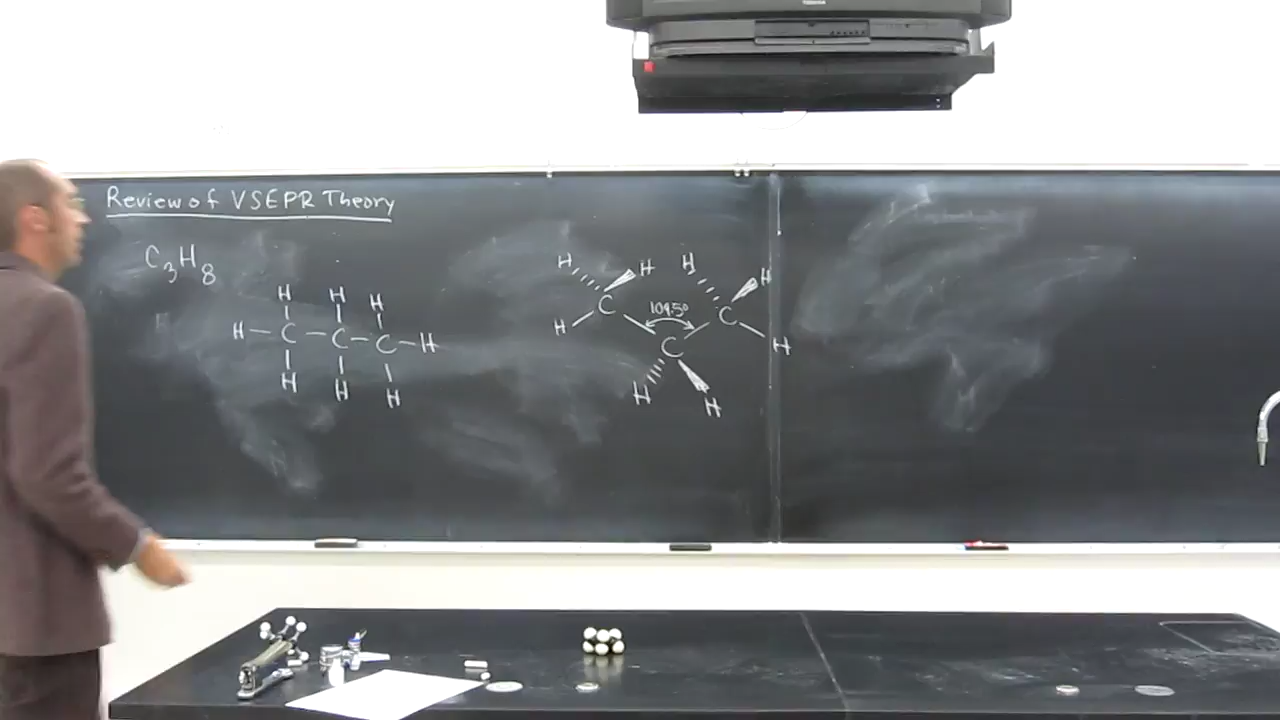 Review of VSEPR Theory
C3H8
H H H
H — C — C — C — H
H H H
H H H H
C 109.5° C
H H
C
H H